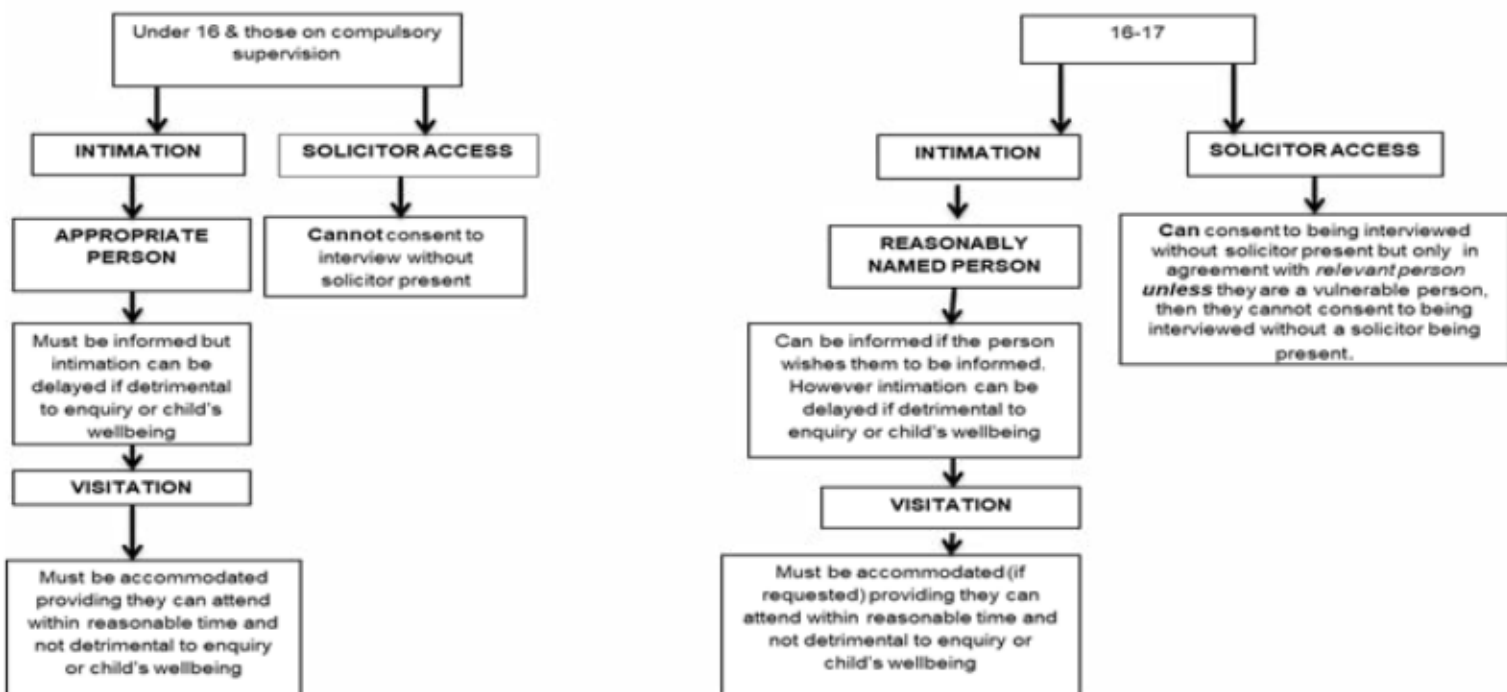 Under 16 & those on compulsory
supervision
INTIMATION
SOLICITOR ACCESS
APPROPRIATE
PERSON
Cannot consent to
interview without
solicitor present
Must be informed but
intimation can be
delayed if detrimental
to enquiry or child's
wellbeing
VISITATION
Must be accommodated
providing they can attend
within reasonable time and
not detrimental to enquiry
or child's wellbeing
16-17
INTIMATION
SOLICITOR ACCESS
REASONABLY
NAMED PERSON
Can consent to being interviewed
without solicitor present but only in
agreement with relevant person
unless they are a vulnerable person,
then they cannot consent to being
interviewed without a solicitor being
present.
Can be informed if the person
wishes them to be informed.
However intimation can be
delayed if detrimental to
enquiry or child's wellbeing
VISITATION
Must be accommodated (if
requested) providing they can
attend within reasonable time and
not detrimental to enquiry or
child's wellbeing